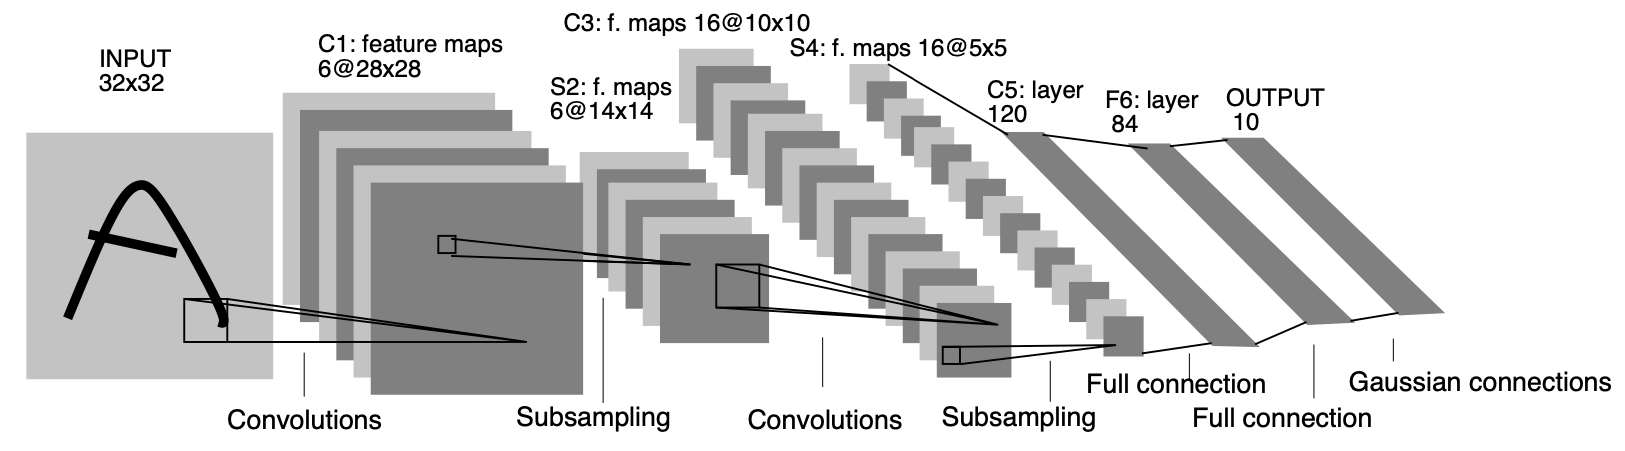 INPUT
32x32
C1: feature maps
6@28x28
S2: f. maps
6@14x14
C3: f. maps 16@10x10
S4: f. maps 16@5x5
C5: layer
120
F6: layer
84
OUTPUT
10
A
Convolutions
Subsampling
Convolutions
Subsampling
Full connection
Full connection
Gaussian connections